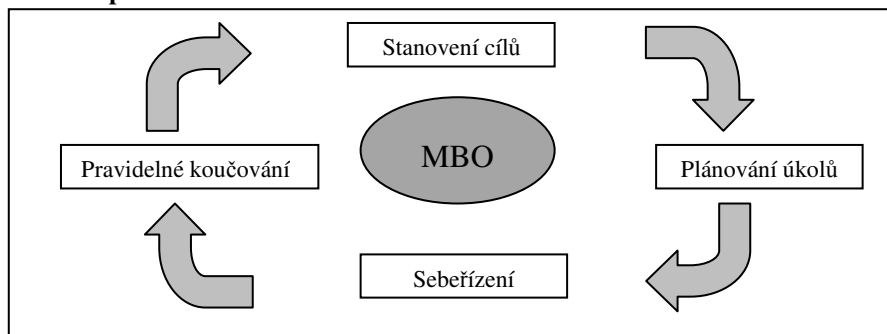 Stanovení cílů
MBO
Pravidelné koučování
Plánování úkolů
Sebeřízení